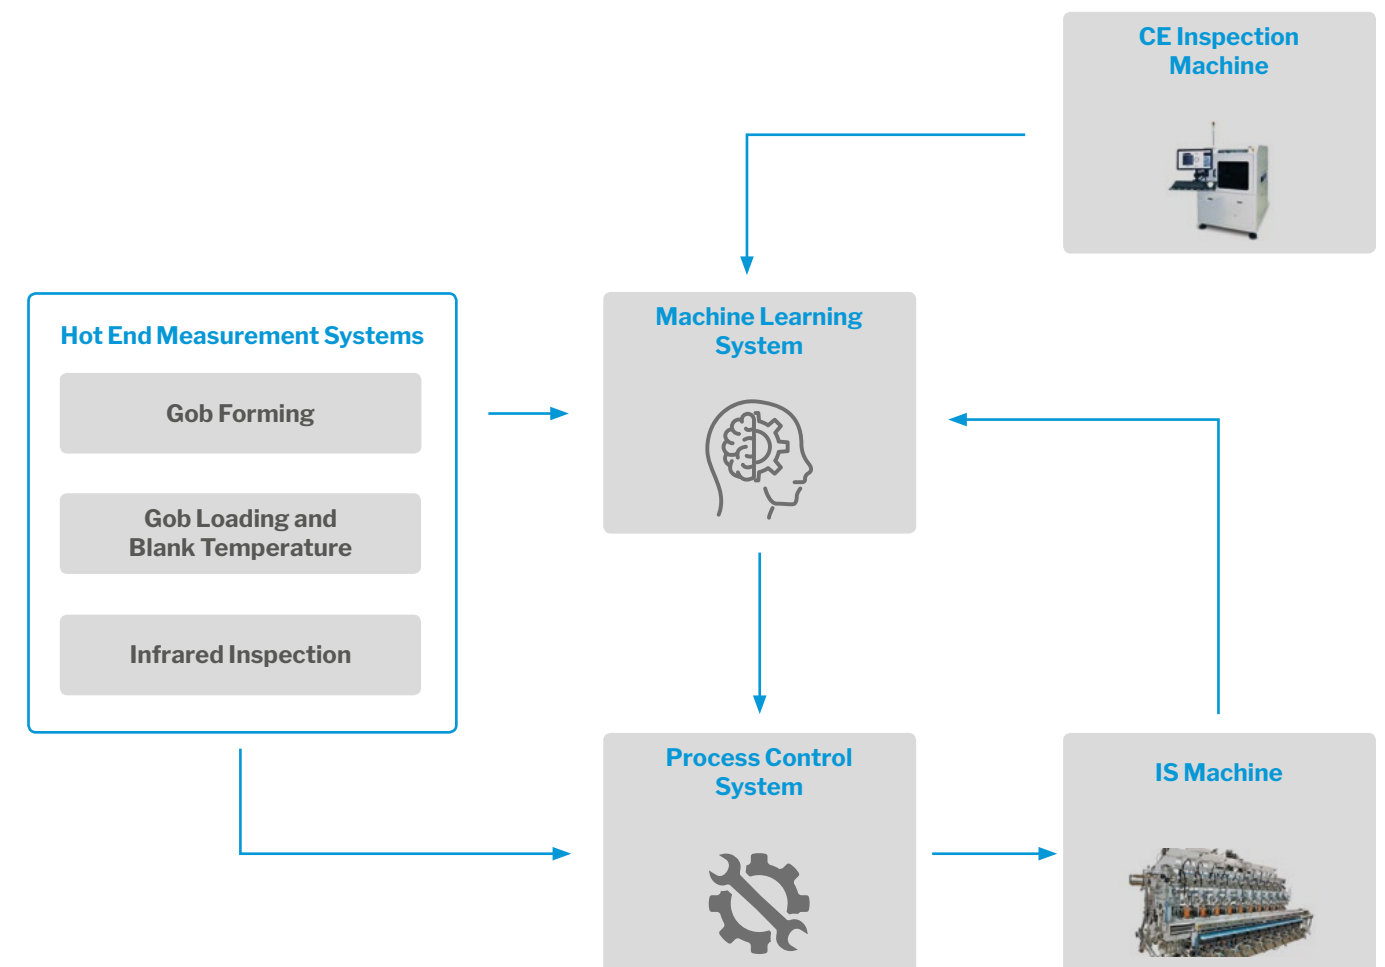 CE Inspection
Machine
Hot End Measurement Systems
Gob Forming
Gob Loading and
Blank Temperature
Infrared Inspection
Machine Learning
System
Process Control
System
IS Machine